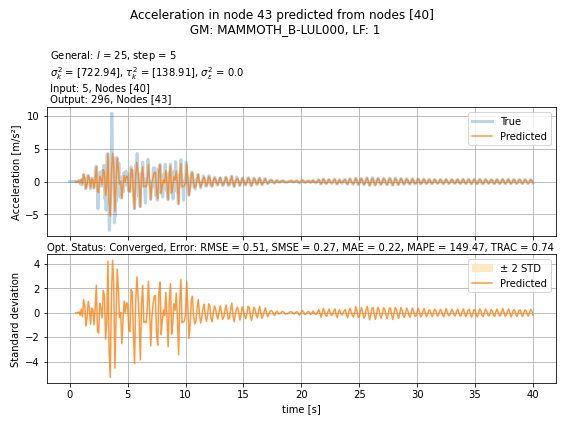 Acceleration in node 43 predicted from nodes [40]
GM: MAMMOTH_B-LUL000, LF: 1
General: l = 25, step = 5
σ²ₖ = [722.94], τ²ₖ = [138.91], σ²ε = 0.0
Input: 5, Nodes [40]
Output: 296, Nodes [43]
Acceleration [m/s²]
10
5
0
−5
True
Predicted
Opt. Status: Converged, Error: RMSE = 0.51, SMSE = 0.27, MAE = 0.22, MAPE = 149.47, TRAC = 0.74
Standard deviation
4
2
0
−2
−4
± 2 STD
Predicted
0 5 10 15 20 25 30 35 40
time [s]